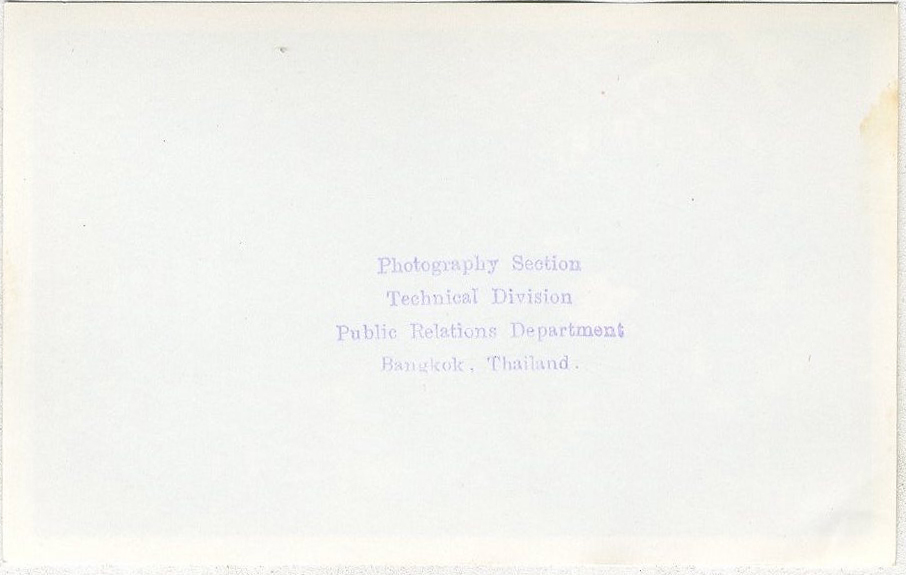 Photography Section
Technical Division
Public Relations Department
Bangkok, Thailand.